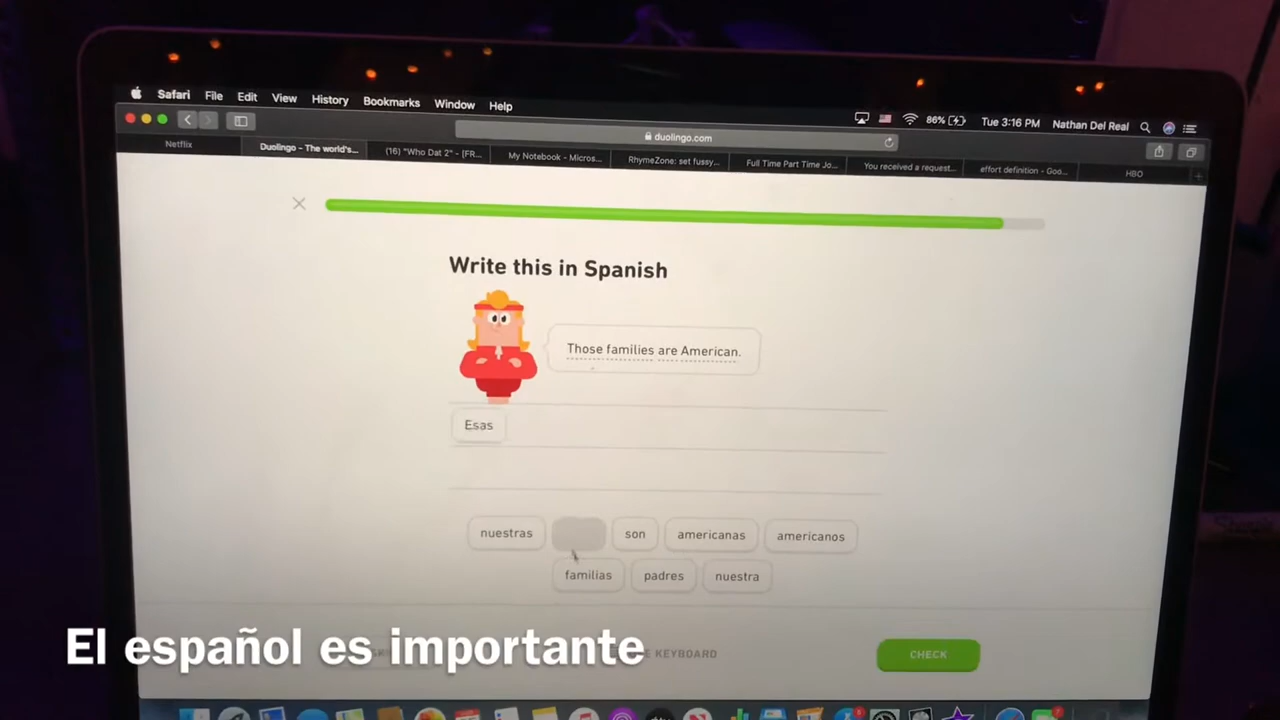 Safari File Edit View History Bookmarks Window Help 86% Tue 3:16 PM Nathan Del Real
duolingo.com
Netflix Duolingo - The world's... (16) "Who Dat 2" - (FR... My Notebook - Micros... RhymeZone: set fussy... Full Time Part Time Jo... You received a request... effort definition - Goo... HBO
Write this in Spanish
Those families are American.
Esas
nuestras son americanas americanos
familias padres nuestra
El español es importante
KEYBOARD
CHECK